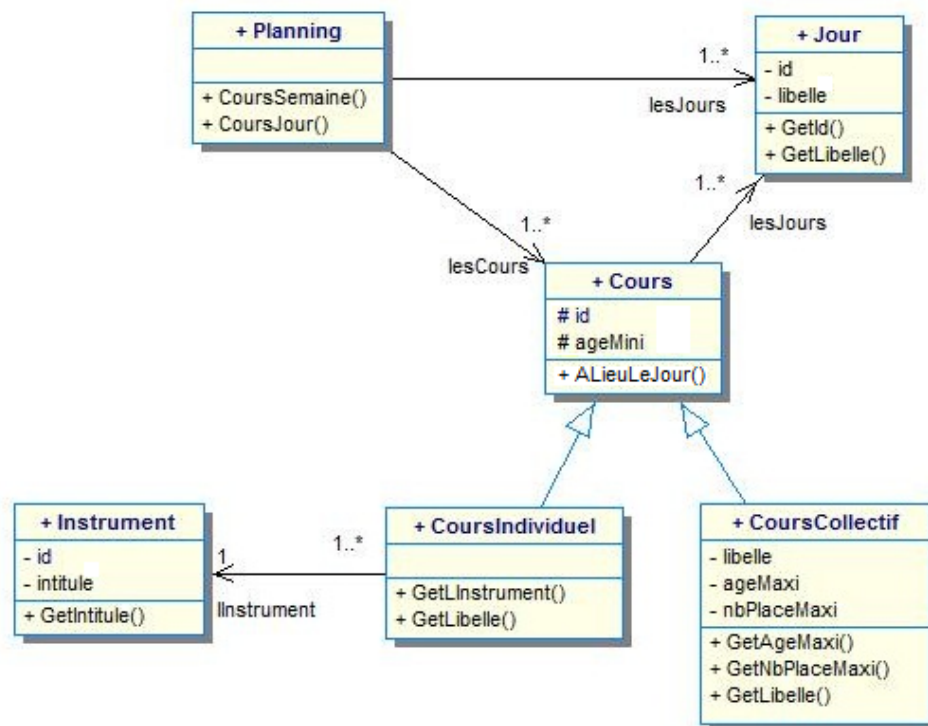 + Planning
+ CoursSemaine()
+ CoursJour()
1..*
lesJours
+ Jour
- id
- libelle
+ GetId()
+ GetLibelle()
1..*
lesJours
1..*
lesCours
+ Cours
# id
# ageMini
+ ALieuLeJour()
+ Instrument
- id
- intitule
+ GetIntitule()
1
lInstrument
1..*
+ CoursIndividuel
+ GetLInstrument()
+ GetLibelle()
+ CoursCollectif
- libelle
- ageMaxi
- nbPlaceMaxi
+ GetAgeMaxi()
+ GetNbPlaceMaxi()
+ GetLibelle()